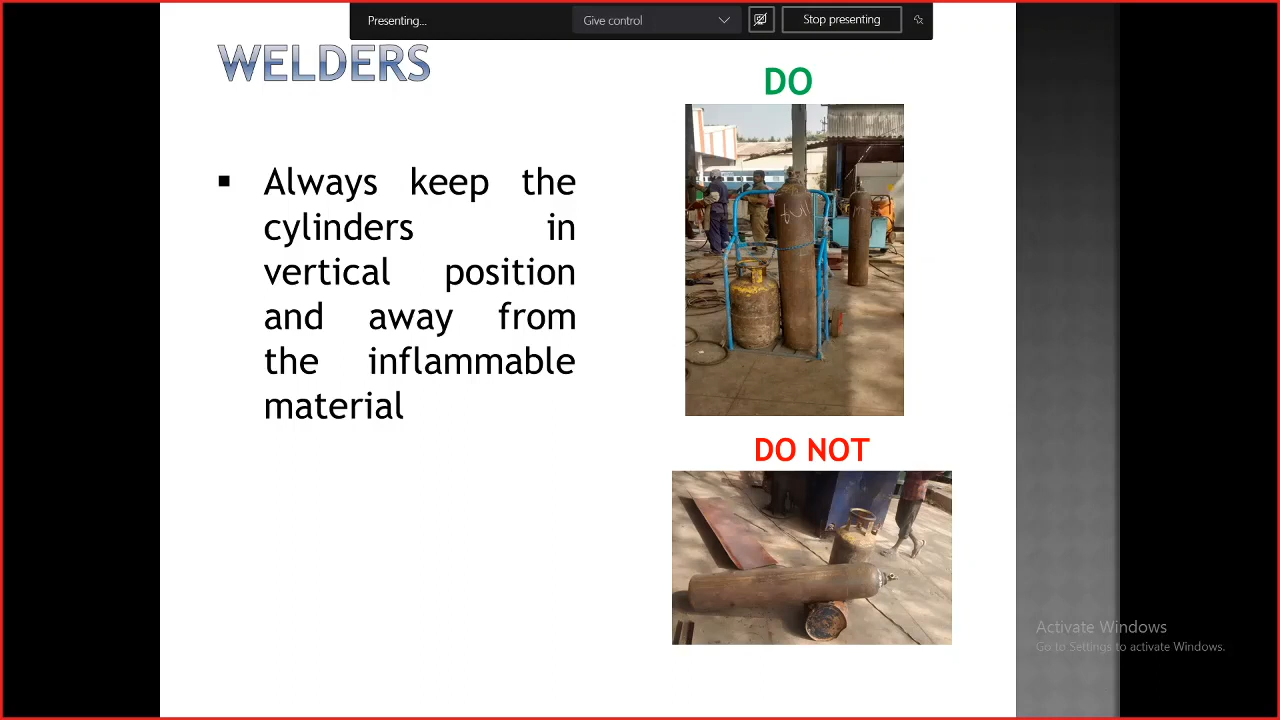 Presenting...
Give control
Stop presenting
WELDERS
▪ Always keep the
cylinders in
vertical position
and away from
the inflammable
material
DO
full
DO NOT
Activate Windows
Go to Settings to activate Windows.